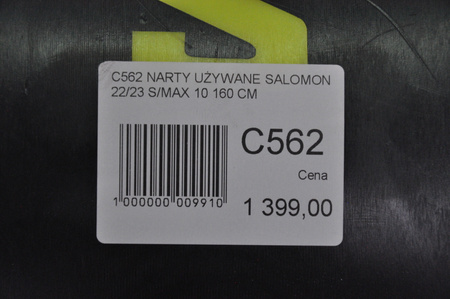 C562 NARTY UŻYWANE SALOMON
22/23 S/MAX 10 160 CM
C562
Cena
1 000000 009910
1 399,00